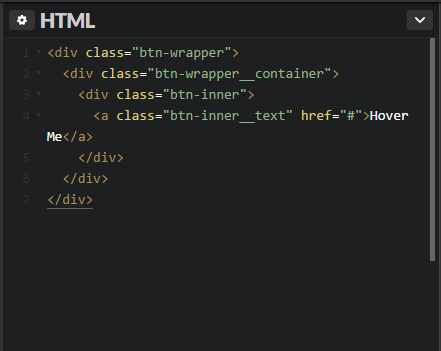 HTML
1 <div class="btn-wrapper">
2 <div class="btn-wrapper__container">
3 <div class="btn-inner">
4 <a class="btn-inner__text" href="#">Hover
Me</a>
5 </div>
6 </div>
7 </div>